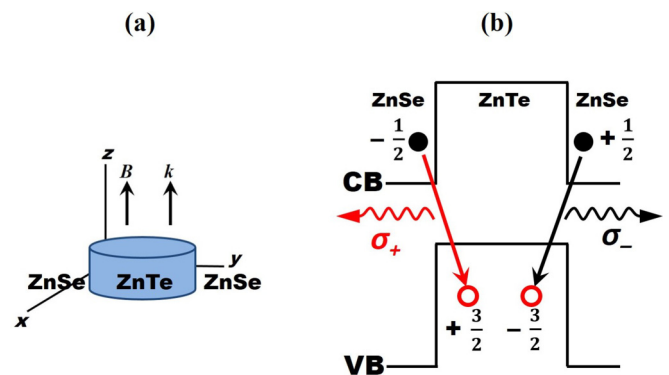 (a)
z
B
k
y
ZnSe
ZnTe
ZnSe
x
(b)
ZnSe ZnTe ZnSe
− 1/2
+ 1/2
CB
σ+
σ−
+ 3/2
− 3/2
VB